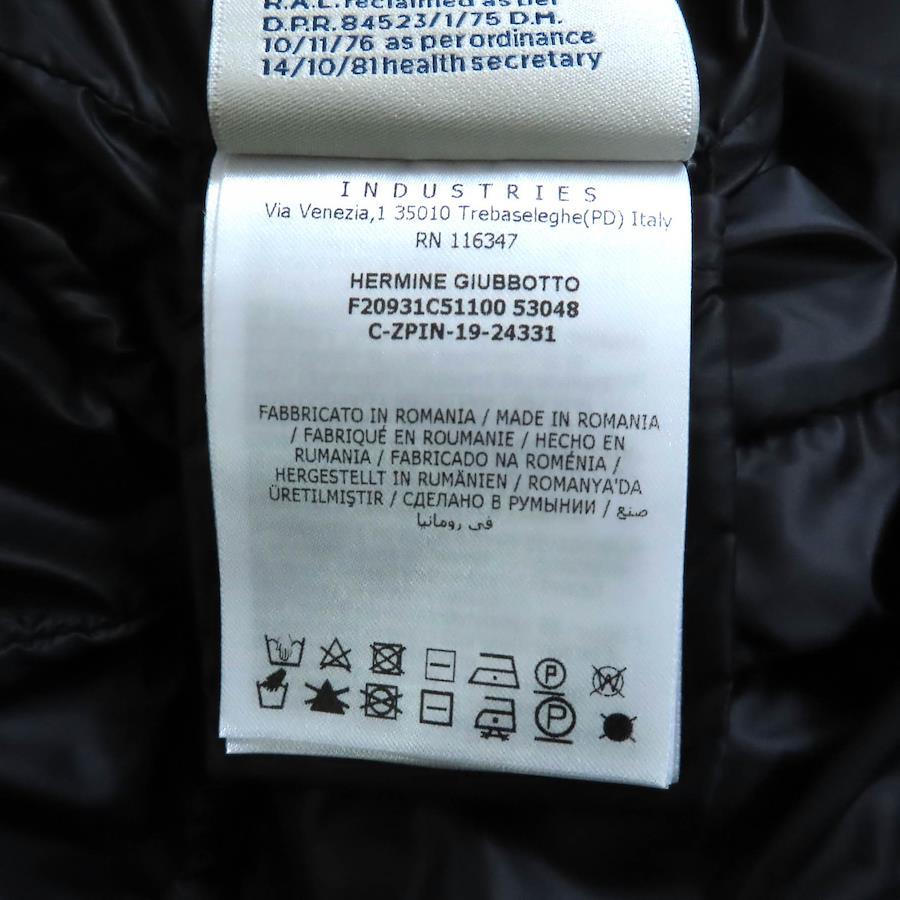 R.A.L. reclaimed as per
D.P.R. 84523/1/75 D.M.
10/11/76 as per ordinance
14/10/81 health secretary
INDUSTRIES
Via Venezia,1 35010 Trebaseleghe(PD) Italy
RN 116347
HERMINE GIUBBOTTO
F20931C51100 53048
C-ZPIN-19-24331
FABBRICATO IN ROMANIA / MADE IN ROMANIA
/ FABRIQUÉ EN ROUMANIE / HECHO EN
RUMANIA / FABRICADO NA ROMÉNIA /
HERGESTELLT IN RUMÄNIEN / ROMANYA'DA
ÜRETILMIŞTIR / СДЕЛАНО В РУМЫНИИ / صنع
في رومانيا
P W
P